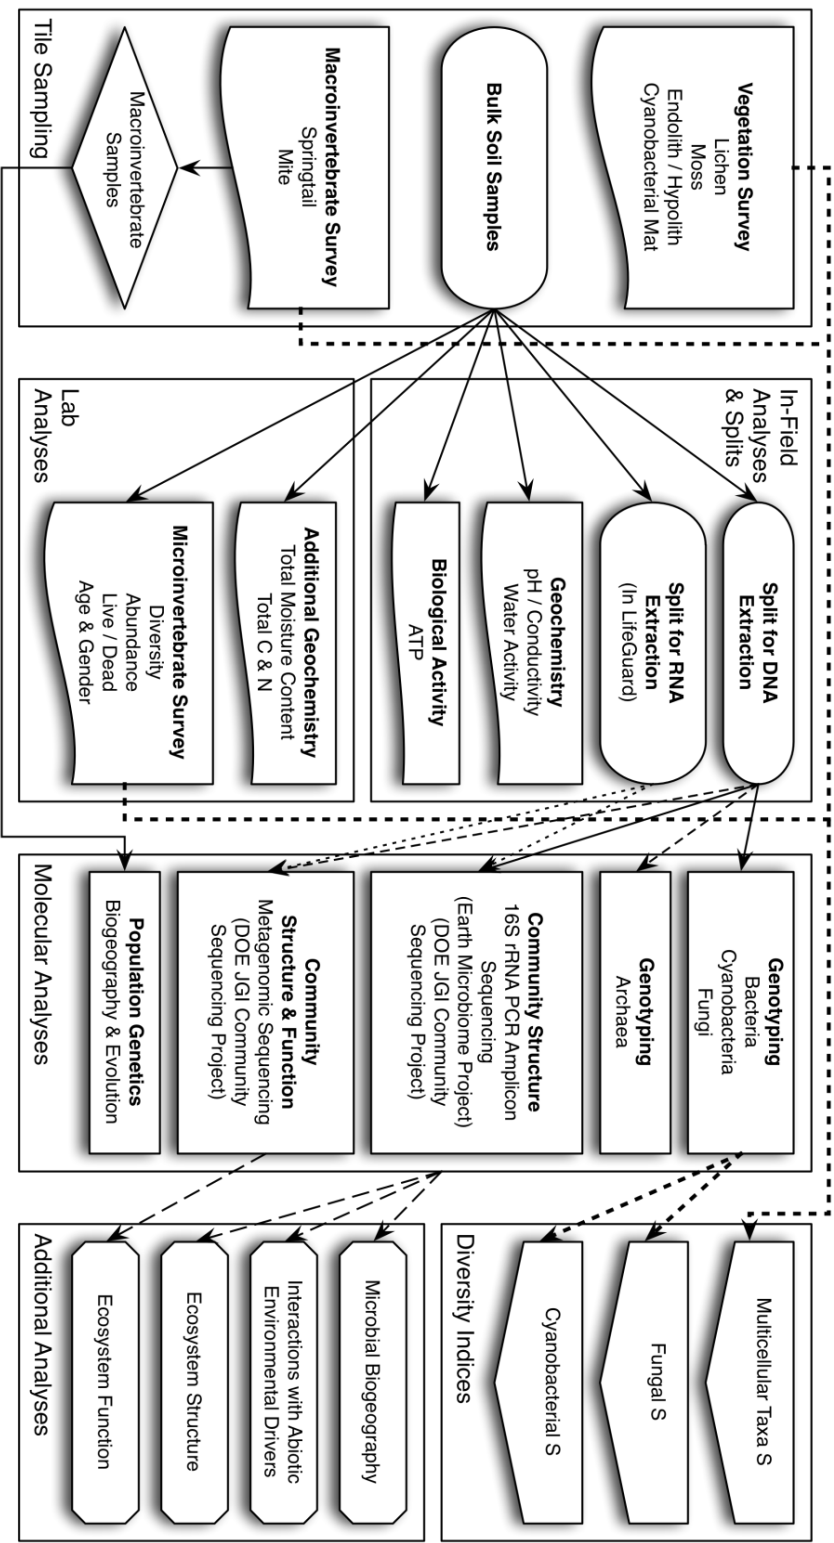 Tile Sampling
Vegetation Survey
Lichen
Moss
Endolith / Hypolith
Cyanobacterial Mat
Bulk Soil Samples
Macroinvertebrate Survey
Springtail
Mite
Macroinvertebrate
Samples
In-Field
Analyses
& Splits
Split for DNA
Extraction
Split for RNA
Extraction
(In LifeGuard)
Geochemistry
pH / Conductivity
Water Activity
Biological Activity
ATP
Lab
Analyses
Additional Geochemistry
Total Moisture Content
Total C & N
Microinvertebrate Survey
Diversity
Abundance
Live / Dead
Age & Gender
Molecular Analyses
Genotyping
Bacteria
Cyanobacteria
Fungi
Genotyping
Archaea
Community Structure
16S rRNA PCR Amplicon
Sequencing
(Earth Microbiome Project)
(DOE JGI Community
Sequencing Project)
Community
Structure & Function
Metagenomic Sequencing
(DOE JGI Community
Sequencing Project)
Population Genetics
Biogeography & Evolution
Diversity Indices
Multicellular Taxa S
Fungal S
Cyanobacterial S
Additional Analyses
Microbial Biogeography
Interactions with Abiotic
Environmental Drivers
Ecosystem Structure
Ecosystem Function